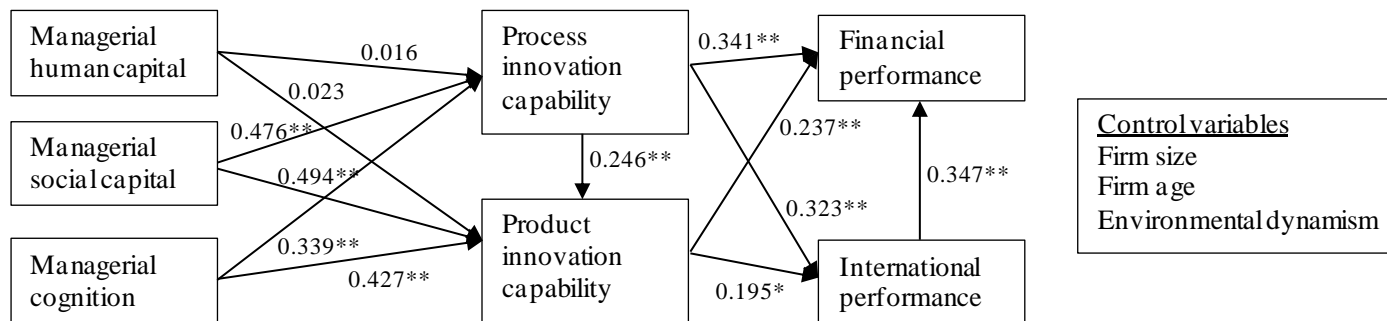 Managerial
human capital
Managerial
social capital
Managerial
cognition
0.016
0.023
0.476**
0.494**
0.339**
0.427**
Process
innovation
capability
0.246**
Product
innovation
capability
0.341**
0.237**
0.323**
0.195*
Financial
performance
0.347**
International
performance
Control variables
Firm size
Firm age
Environmental dynamism